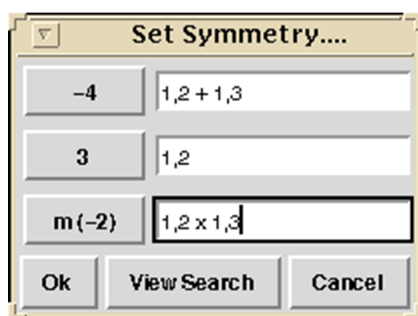 Set Symmetry....
-4 1,2 + 1,3
3 1,2
m (-2) 1,2 x 1,3
Ok View Search Cancel